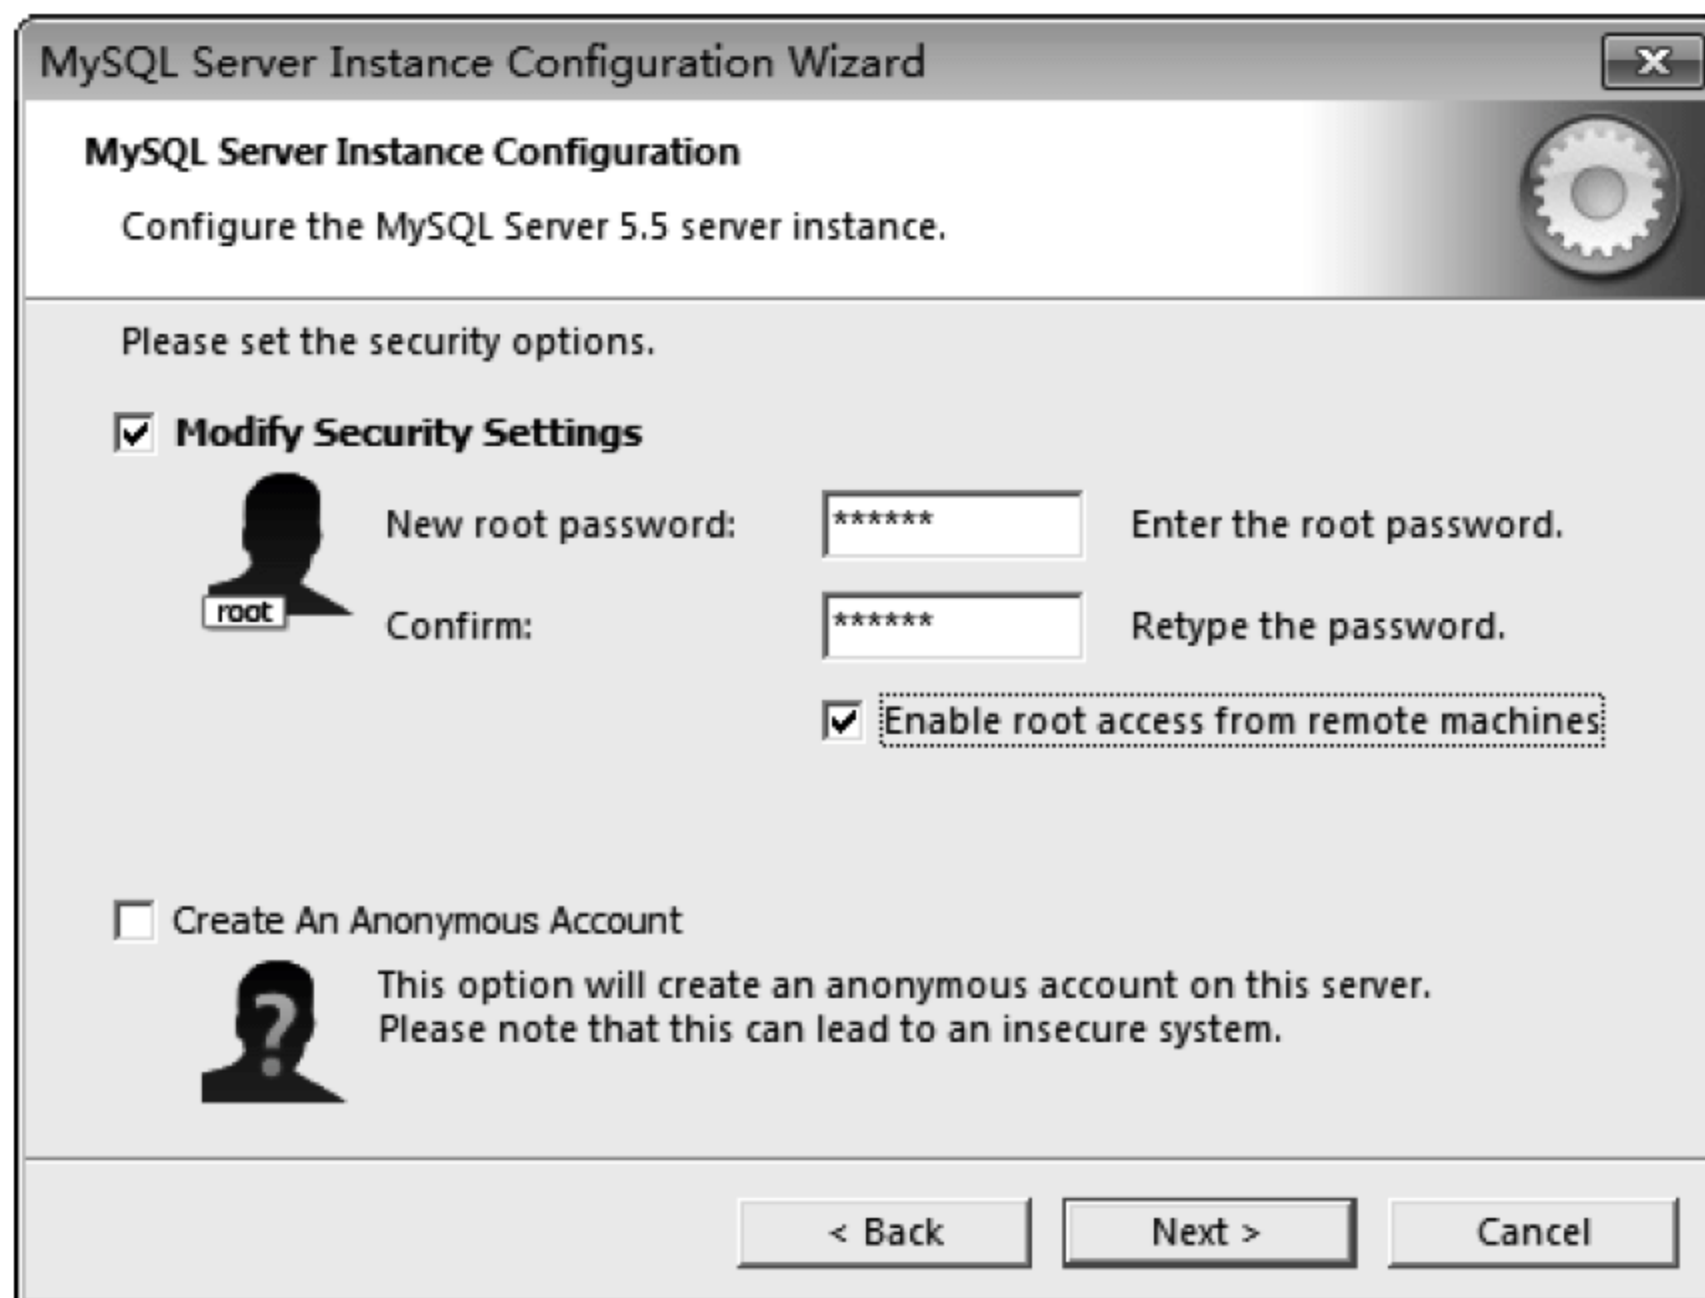 MySQL Server Instance Configuration Wizard
MySQL Server Instance Configuration
Configure the MySQL Server 5.5 server instance.
Please set the security options.
Modify Security Settings
New root password: ****** Enter the root password.
root
Confirm: ****** Retype the password.
Enable root access from remote machines
Create An Anonymous Account
This option will create an anonymous account on this server.
Please note that this can lead to an insecure system.
?
< Back Next > Cancel